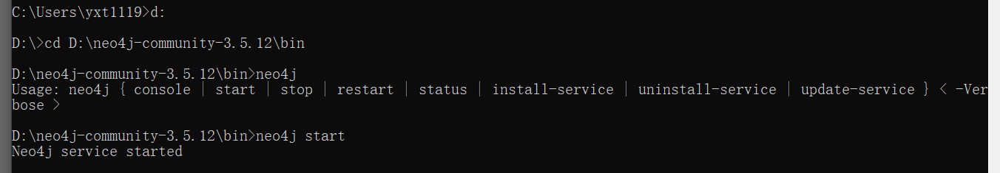 C:\Users\yxt1119>d:
D:\>cd D:\neo4j-community-3.5.12\bin
D:\neo4j-community-3.5.12\bin>neo4j
Usage: neo4j { console | start | stop | restart | status | install-service | uninstall-service | update-service } < -Ver
bose >
D:\neo4j-community-3.5.12\bin>neo4j start
Neo4j service started